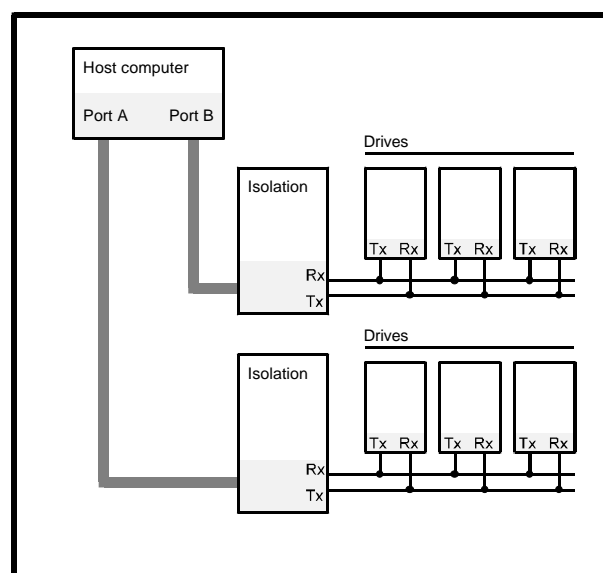 Host computer
Port A Port B
Drives
Isolation
Tx Rx Tx Rx Tx Rx
Rx
Tx
Drives
Isolation
Tx Rx Tx Rx Tx Rx
Rx
Tx